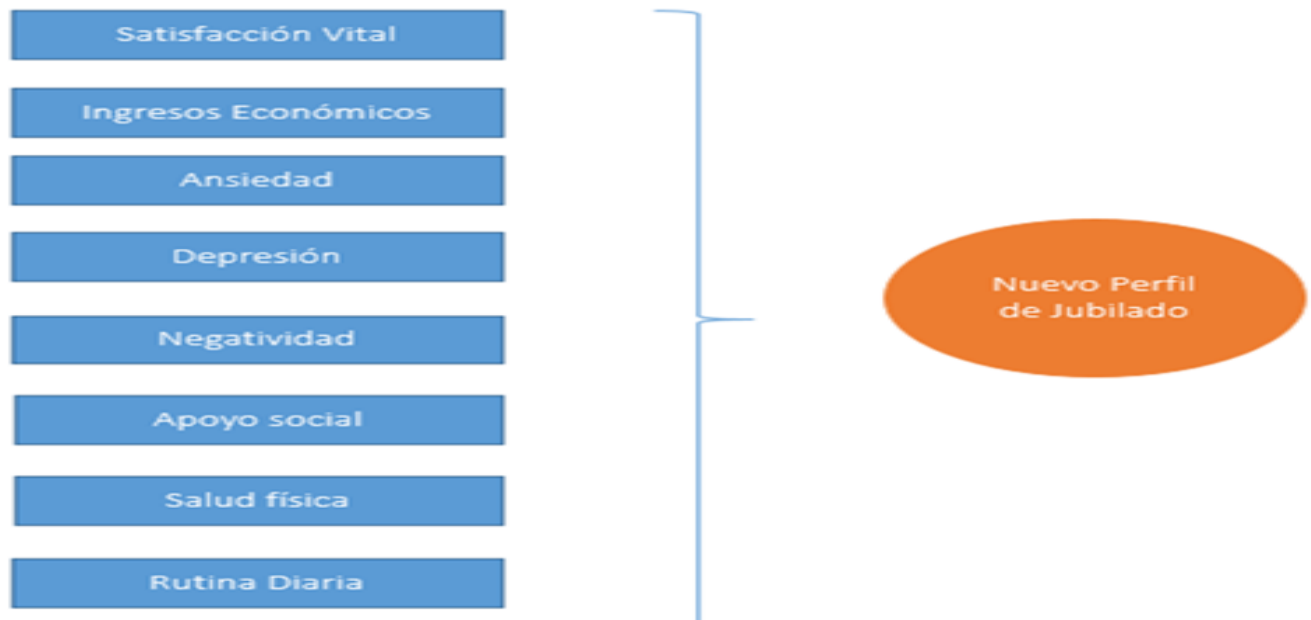 Satisfacción Vital
Ingresos Económicos
Ansiedad
Depresión
Negatividad
Apoyo social
Salud física
Rutina Diaria
Nuevo Perfil
de Jubilado